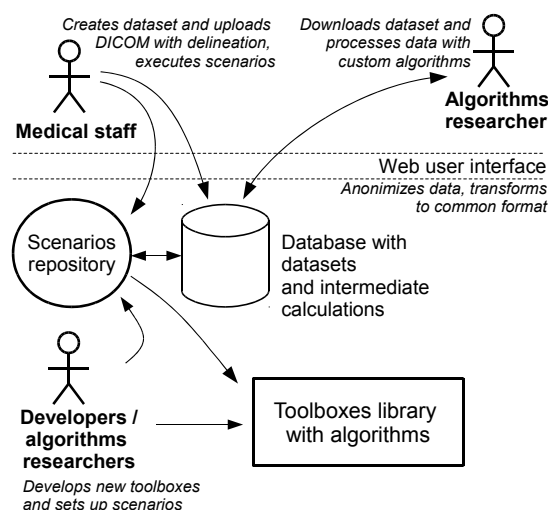 Creates dataset and uploads
DICOM with delineation,
executes scenarios
Downloads dataset and
processes data with
custom algorithms
Medical staff
Algorithms
researcher
Web user interface
Anonimizes data, transforms
to common format
Scenarios
repository
Database with
datasets
and intermediate
calculations
Developers /
algorithms
researchers
Develops new toolboxes
and sets up scenarios
Toolboxes library
with algorithms